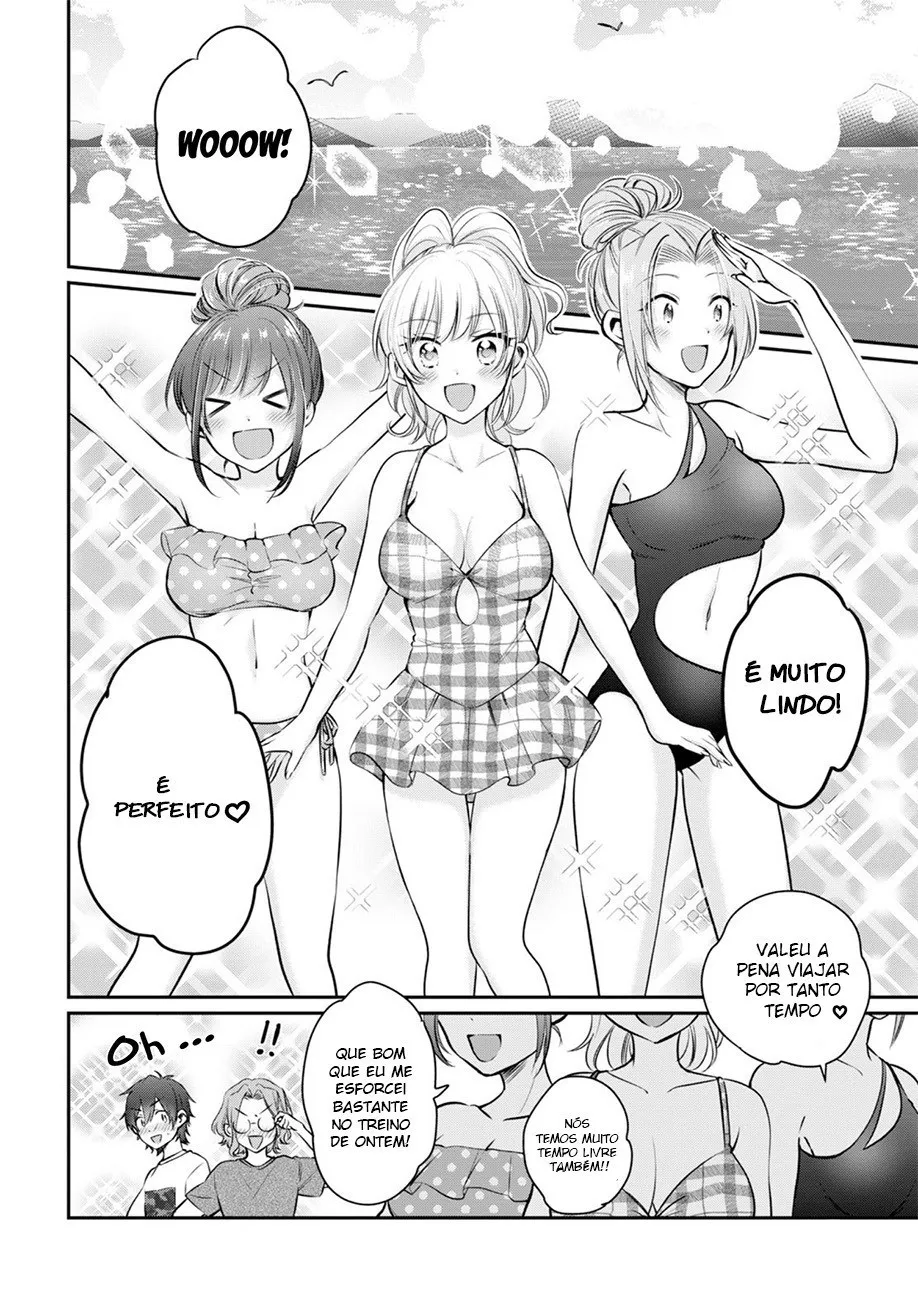 WOOOW!
É MUITO
LINDO!
É
PERFEITO♡
VALEU A
PENA VIAJAR
POR TANTO
TEMPO ♡
Oh... !!
QUE BOM
QUE EU ME
ESFORCEI
BASTANTE
NO TREINO
DE ONTEM!
NÓS
TEMOS MUITO
TEMPO LIVRE
TAMBÉM!!